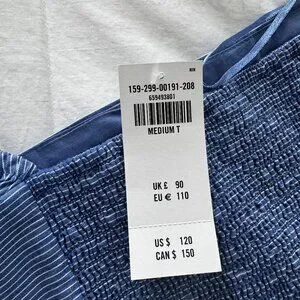 159-299-00191-208
659493801
MEDIUM T
UK £ 90
EU € 110
US $ 120
CAN $ 150